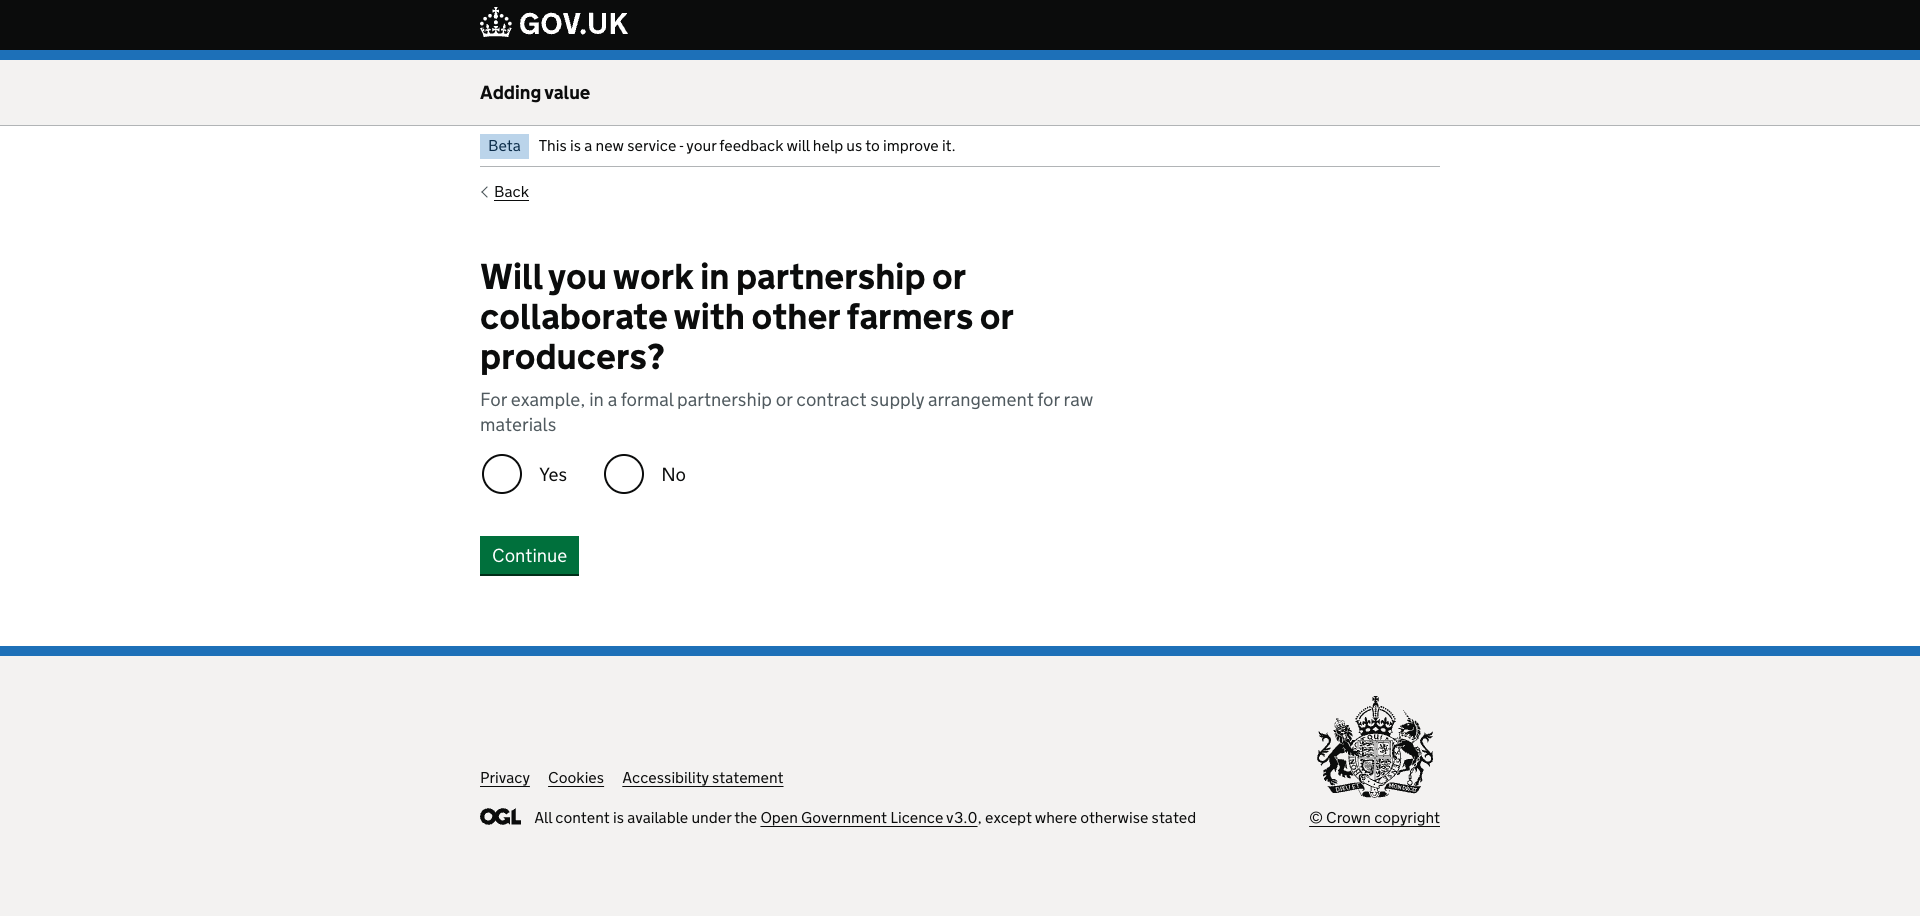 GOV.UK
Adding value
Beta This is a new service - your feedback will help us to improve it.
Back
Will you work in partnership or
collaborate with other farmers or
producers?
For example, in a formal partnership or contract supply arrangement for raw
materials
Yes No
Continue
Privacy Cookies Accessibility statement
OGL All content is available under the Open Government Licence v3.0, except where otherwise stated
© Crown copyright